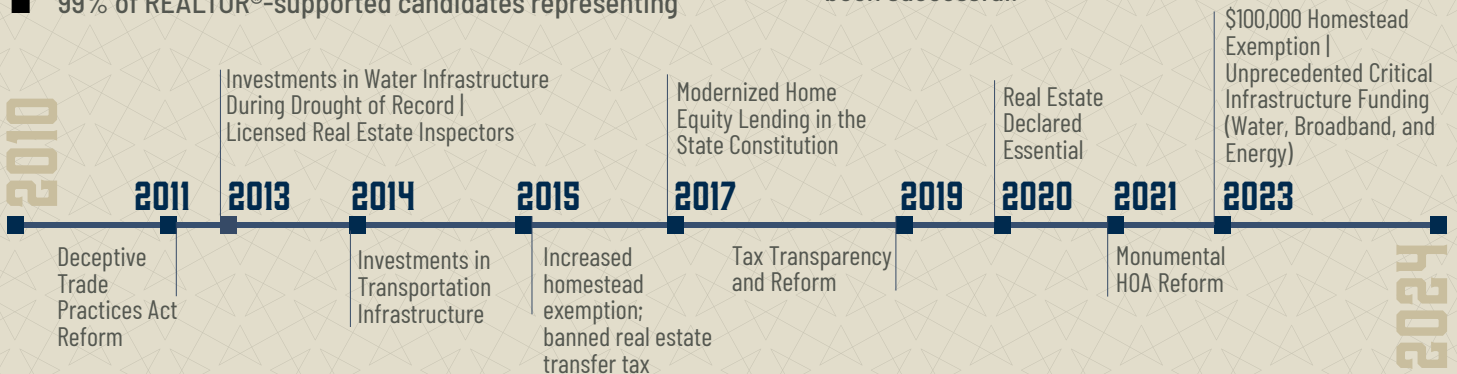 99% of REALTOR®-supported candidates representing
been successful.
2010
Investments in Water Infrastructure
During Drought of Record |
Licensed Real Estate Inspectors
Modernized Home
Equity Lending in the
State Constitution
Real Estate
Declared
Essential
$100,000 Homestead
Exemption |
Unprecedented Critical
Infrastructure Funding
(Water, Broadband, and
Energy)
2011
2013
2014
2015
2017
2019
2020
2021
2023
Deceptive
Trade
Practices Act
Reform
Investments in
Transportation
Infrastructure
Increased
homestead
exemption;
banned real estate
transfer tax
Tax Transparency
and Reform
Monumental
HOA Reform
2024